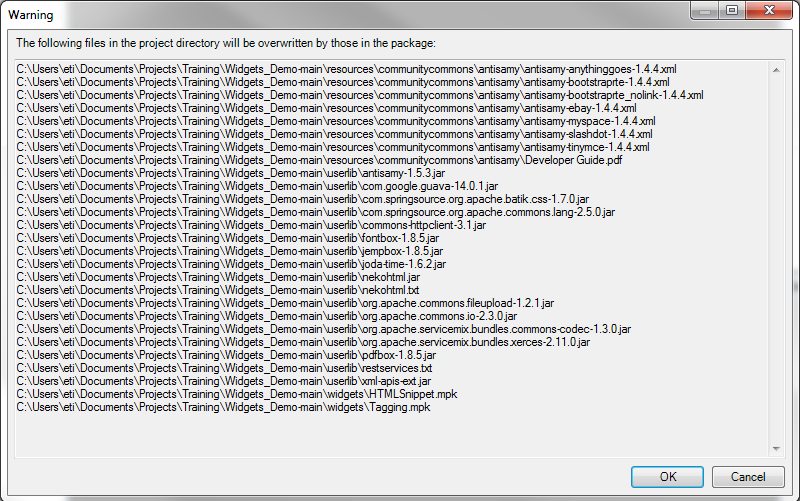 Warning
The following files in the project directory will be overwritten by those in the package:
C:\Users\eti\Documents\Projects\Training\Widgets_Demo-main\resources\communitycommons\antisamy\antisamy-anythinggoes-1.4.4.xml
C:\Users\eti\Documents\Projects\Training\Widgets_Demo-main\resources\communitycommons\antisamy\antisamy-bootstraprte-1.4.4.xml
C:\Users\eti\Documents\Projects\Training\Widgets_Demo-main\resources\communitycommons\antisamy\antisamy-bootstraprte_nolink-1.4.4.xml
C:\Users\eti\Documents\Projects\Training\Widgets_Demo-main\resources\communitycommons\antisamy\antisamy-ebay-1.4.4.xml
C:\Users\eti\Documents\Projects\Training\Widgets_Demo-main\resources\communitycommons\antisamy\antisamy-myspace-1.4.4.xml
C:\Users\eti\Documents\Projects\Training\Widgets_Demo-main\resources\communitycommons\antisamy\antisamy-slashdot-1.4.4.xml
C:\Users\eti\Documents\Projects\Training\Widgets_Demo-main\resources\communitycommons\antisamy\antisamy-tinymce-1.4.4.xml
C:\Users\eti\Documents\Projects\Training\Widgets_Demo-main\resources\communitycommons\antisamy\Developer Guide.pdf
C:\Users\eti\Documents\Projects\Training\Widgets_Demo-main\userlib\antisamy-1.5.3.jar
C:\Users\eti\Documents\Projects\Training\Widgets_Demo-main\userlib\com.google.guava-14.0.1.jar
C:\Users\eti\Documents\Projects\Training\Widgets_Demo-main\userlib\com.springsource.org.apache.batik.css-1.7.0.jar
C:\Users\eti\Documents\Projects\Training\Widgets_Demo-main\userlib\com.springsource.org.apache.commons.lang-2.5.0.jar
C:\Users\eti\Documents\Projects\Training\Widgets_Demo-main\userlib\commons-httpclient-3.1.jar
C:\Users\eti\Documents\Projects\Training\Widgets_Demo-main\userlib\fontbox-1.8.5.jar
C:\Users\eti\Documents\Projects\Training\Widgets_Demo-main\userlib\jempbox-1.8.5.jar
C:\Users\eti\Documents\Projects\Training\Widgets_Demo-main\userlib\joda-time-1.6.2.jar
C:\Users\eti\Documents\Projects\Training\Widgets_Demo-main\userlib\nekohtml.jar
C:\Users\eti\Documents\Projects\Training\Widgets_Demo-main\userlib\nekohtml.txt
C:\Users\eti\Documents\Projects\Training\Widgets_Demo-main\userlib\org.apache.commons.fileupload-1.2.1.jar
C:\Users\eti\Documents\Projects\Training\Widgets_Demo-main\userlib\org.apache.commons.io-2.3.0.jar
C:\Users\eti\Documents\Projects\Training\Widgets_Demo-main\userlib\org.apache.servicemix.bundles.commons-codec-1.3.0.jar
C:\Users\eti\Documents\Projects\Training\Widgets_Demo-main\userlib\org.apache.servicemix.bundles.xerces-2.11.0.jar
C:\Users\eti\Documents\Projects\Training\Widgets_Demo-main\userlib\pdfbox-1.8.5.jar
C:\Users\eti\Documents\Projects\Training\Widgets_Demo-main\userlib\restservices.txt
C:\Users\eti\Documents\Projects\Training\Widgets_Demo-main\userlib\xml-apis-ext.jar
C:\Users\eti\Documents\Projects\Training\Widgets_Demo-main\widgets\HTMLSnippet.mpk
C:\Users\eti\Documents\Projects\Training\Widgets_Demo-main\widgets\Tagging.mpk
OK Cancel